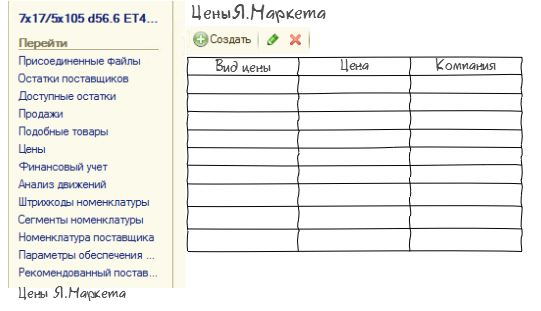 7x17/5x105 d56.6 ET4...
Перейти
Присоединенные файлы
Остатки поставщиков
Доступные остатки
Продажи
Подобные товары
Цены
Финансовый учет
Анализ движений
Штрихкоды номенклатуры
Сегменты номенклатуры
Номенклатура поставщика
Параметры обеспечения ...
Рекомендованный постав...
Цены Я.Маркета
ЦеныЯ.Маркета
Создать
Вид цены Цена Компания